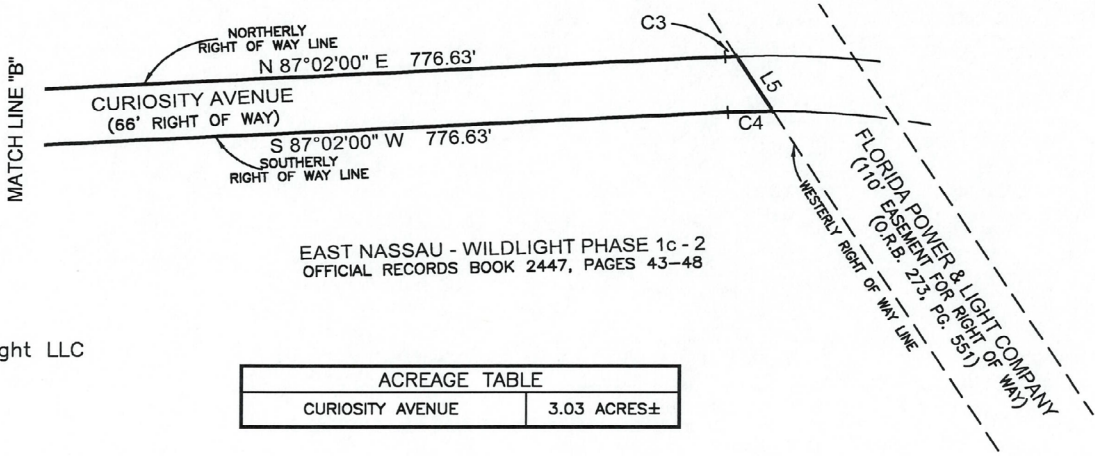 C3
NORTHERLY
RIGHT OF WAY LINE
N 87°02'00" E 776.63'
MATCH LINE "B"
L5
CURIOSITY AVENUE
(66' RIGHT OF WAY)
C4
S 87°02'00" W 776.63'
SOUTHERLY
RIGHT OF WAY LINE
FLORIDA POWER & LIGHT COMPANY
(110' EASEMENT FOR RIGHT OF WAY)
(O.R.B. 273, PG. 551)
WESTERLY RIGHT OF WAY LINE
EAST NASSAU - WILDLIGHT PHASE 1c - 2
OFFICIAL RECORDS BOOK 2447, PAGES 43–48
ght LLC
ACREAGE TABLE
CURIOSITY AVENUE 3.03 ACRES±